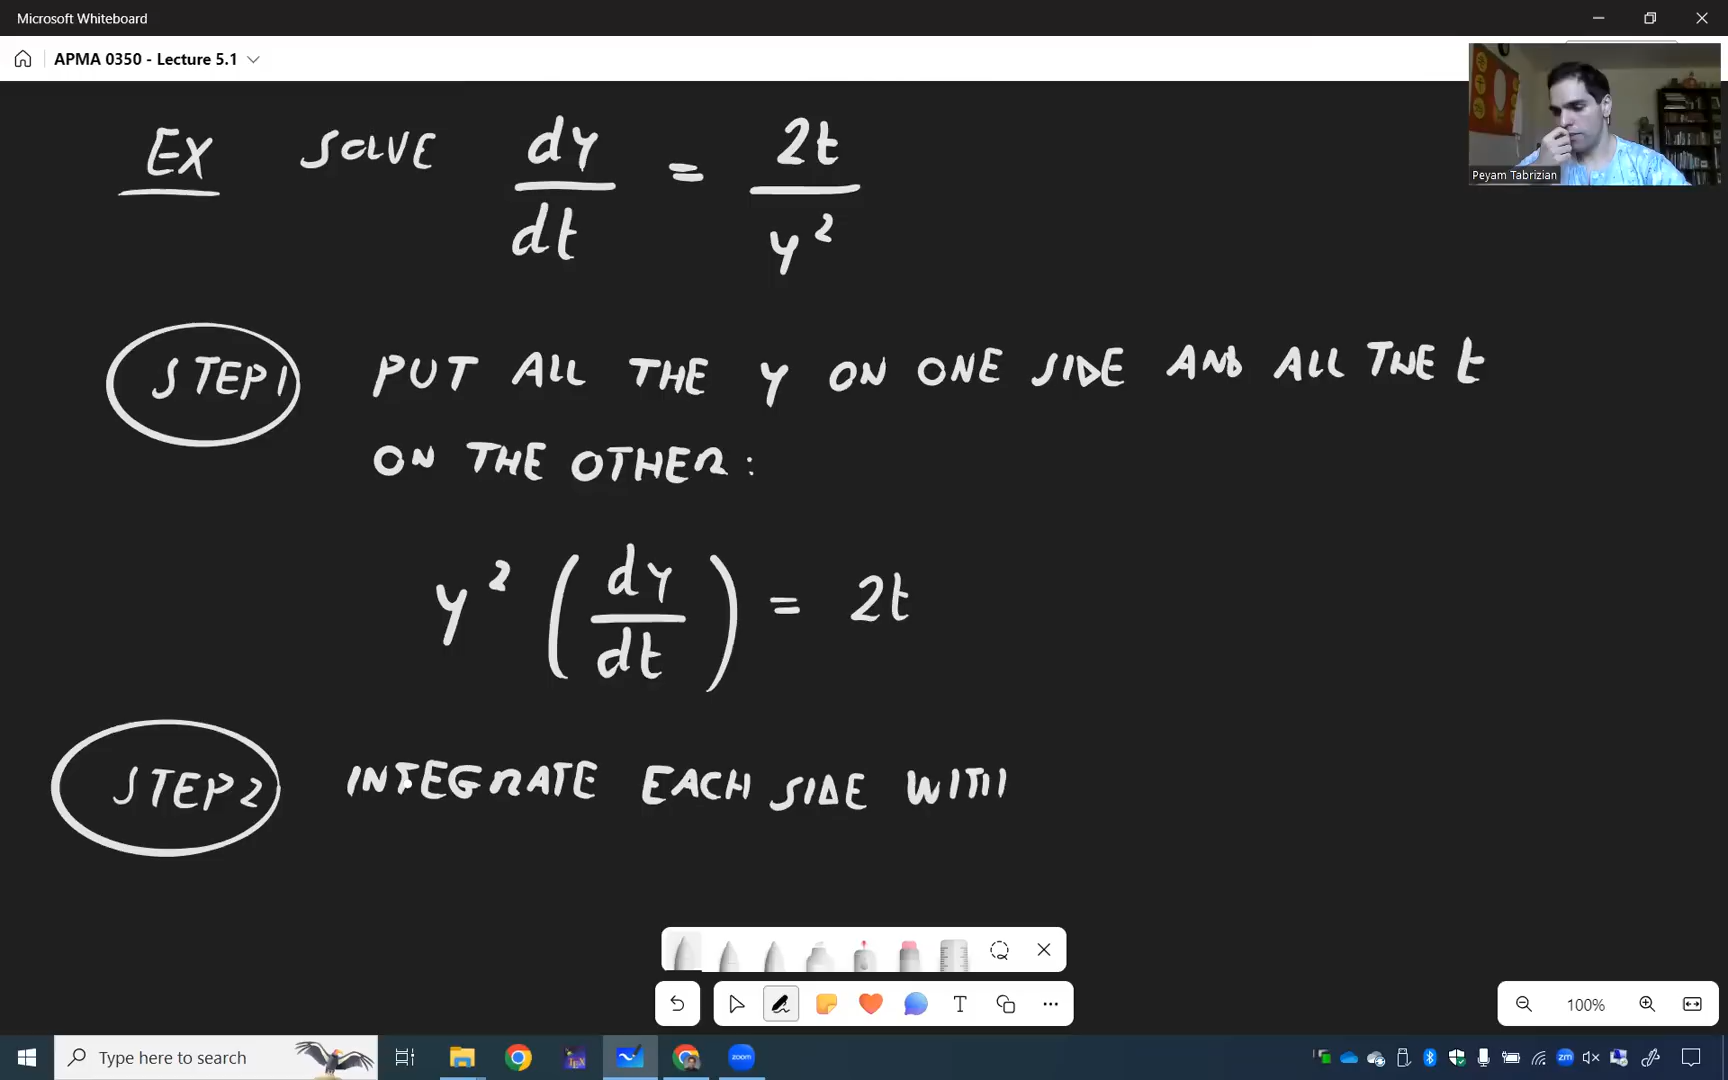 Microsoft Whiteboard
APMA 0350 - Lecture 5.1
Peyam Tabrizian
EX SOLVE dy/dt = 2t/y²
STEP 1 PUT ALL THE y ON ONE SIDE AND ALL THE t
ON THE OTHER:
y² (dy/dt) = 2t
STEP 2 INTEGRATE EACH SIDE WITH
T
100%
Type here to search
zoom
zm